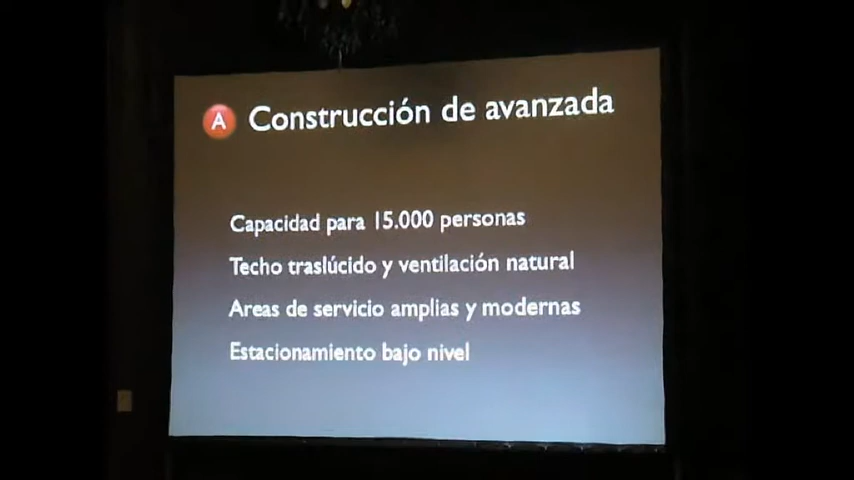 A Construcción de avanzada
Capacidad para 15.000 personas
Techo traslúcido y ventilación natural
Areas de servicio amplias y modernas
Estacionamiento bajo nivel